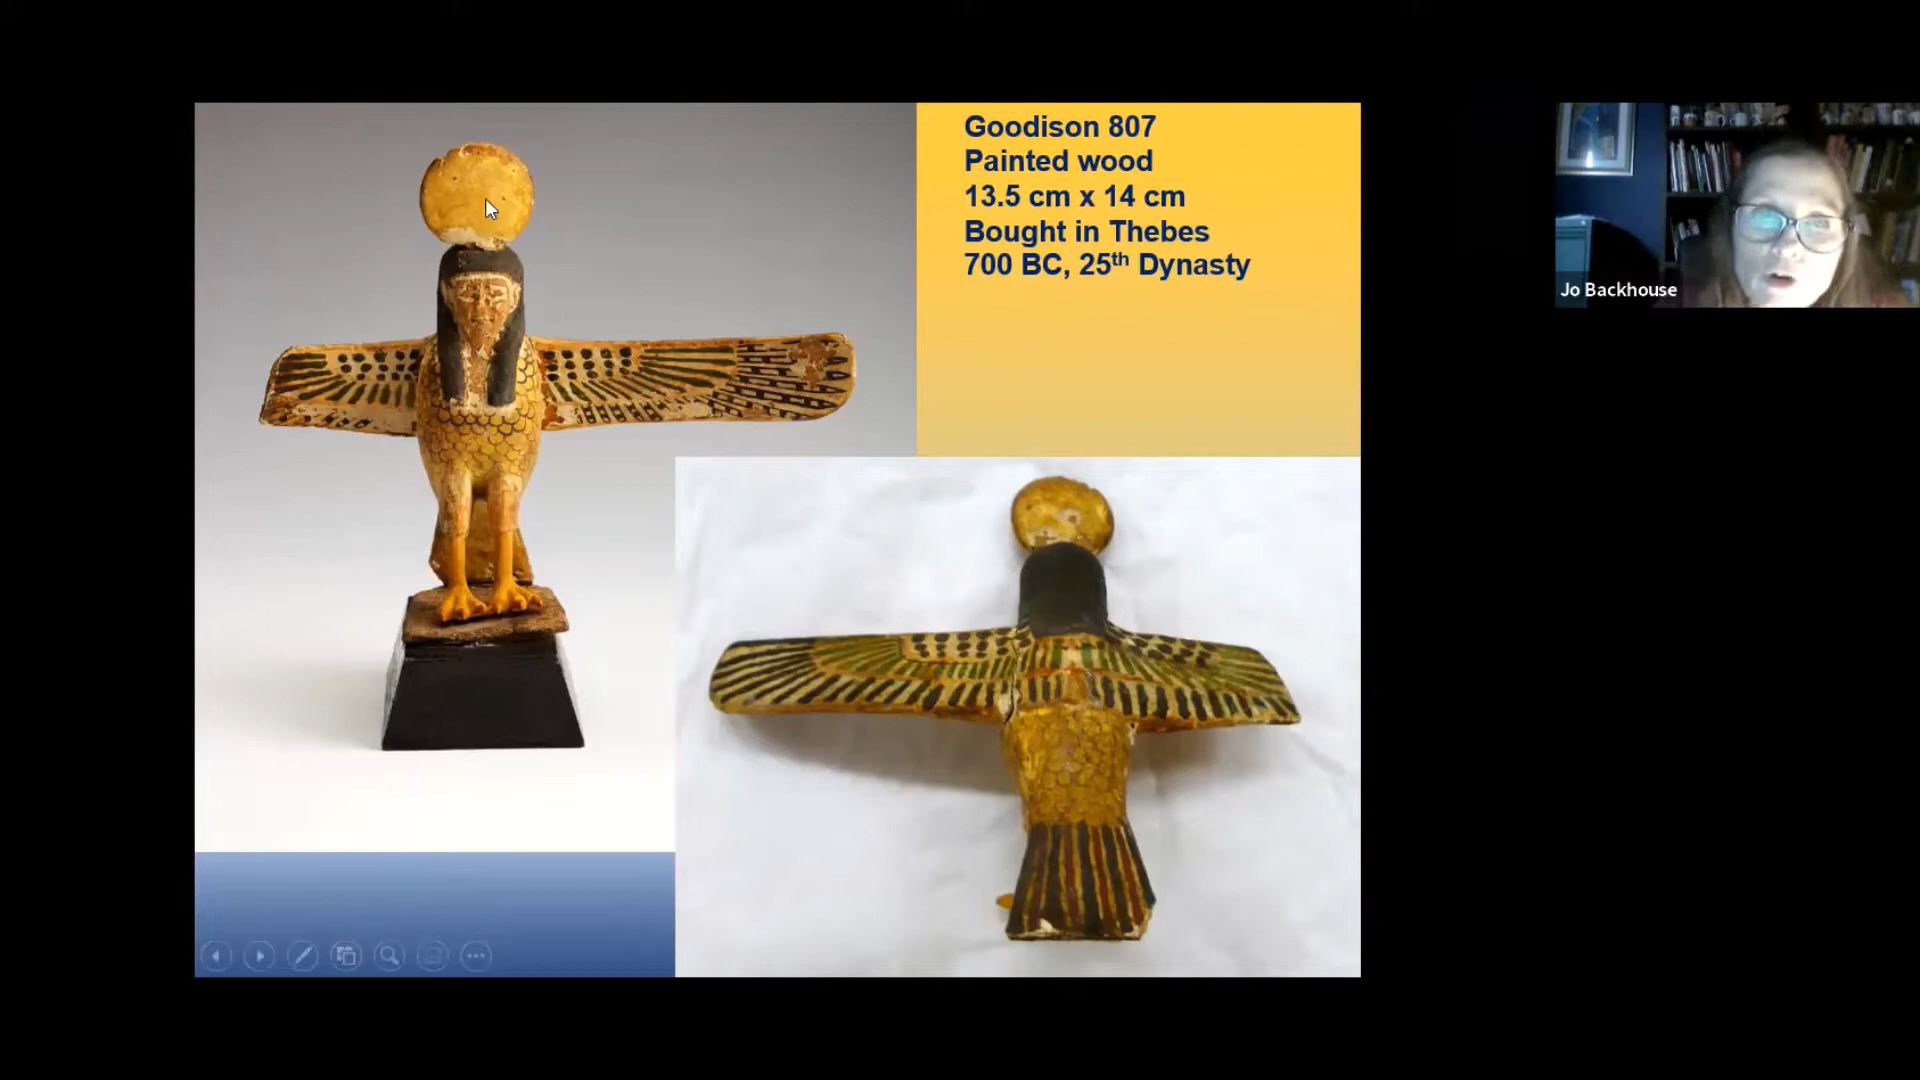 Goodison 807
Painted wood
13.5 cm x 14 cm
Bought in Thebes
700 BC, 25th Dynasty
Jo Backhouse